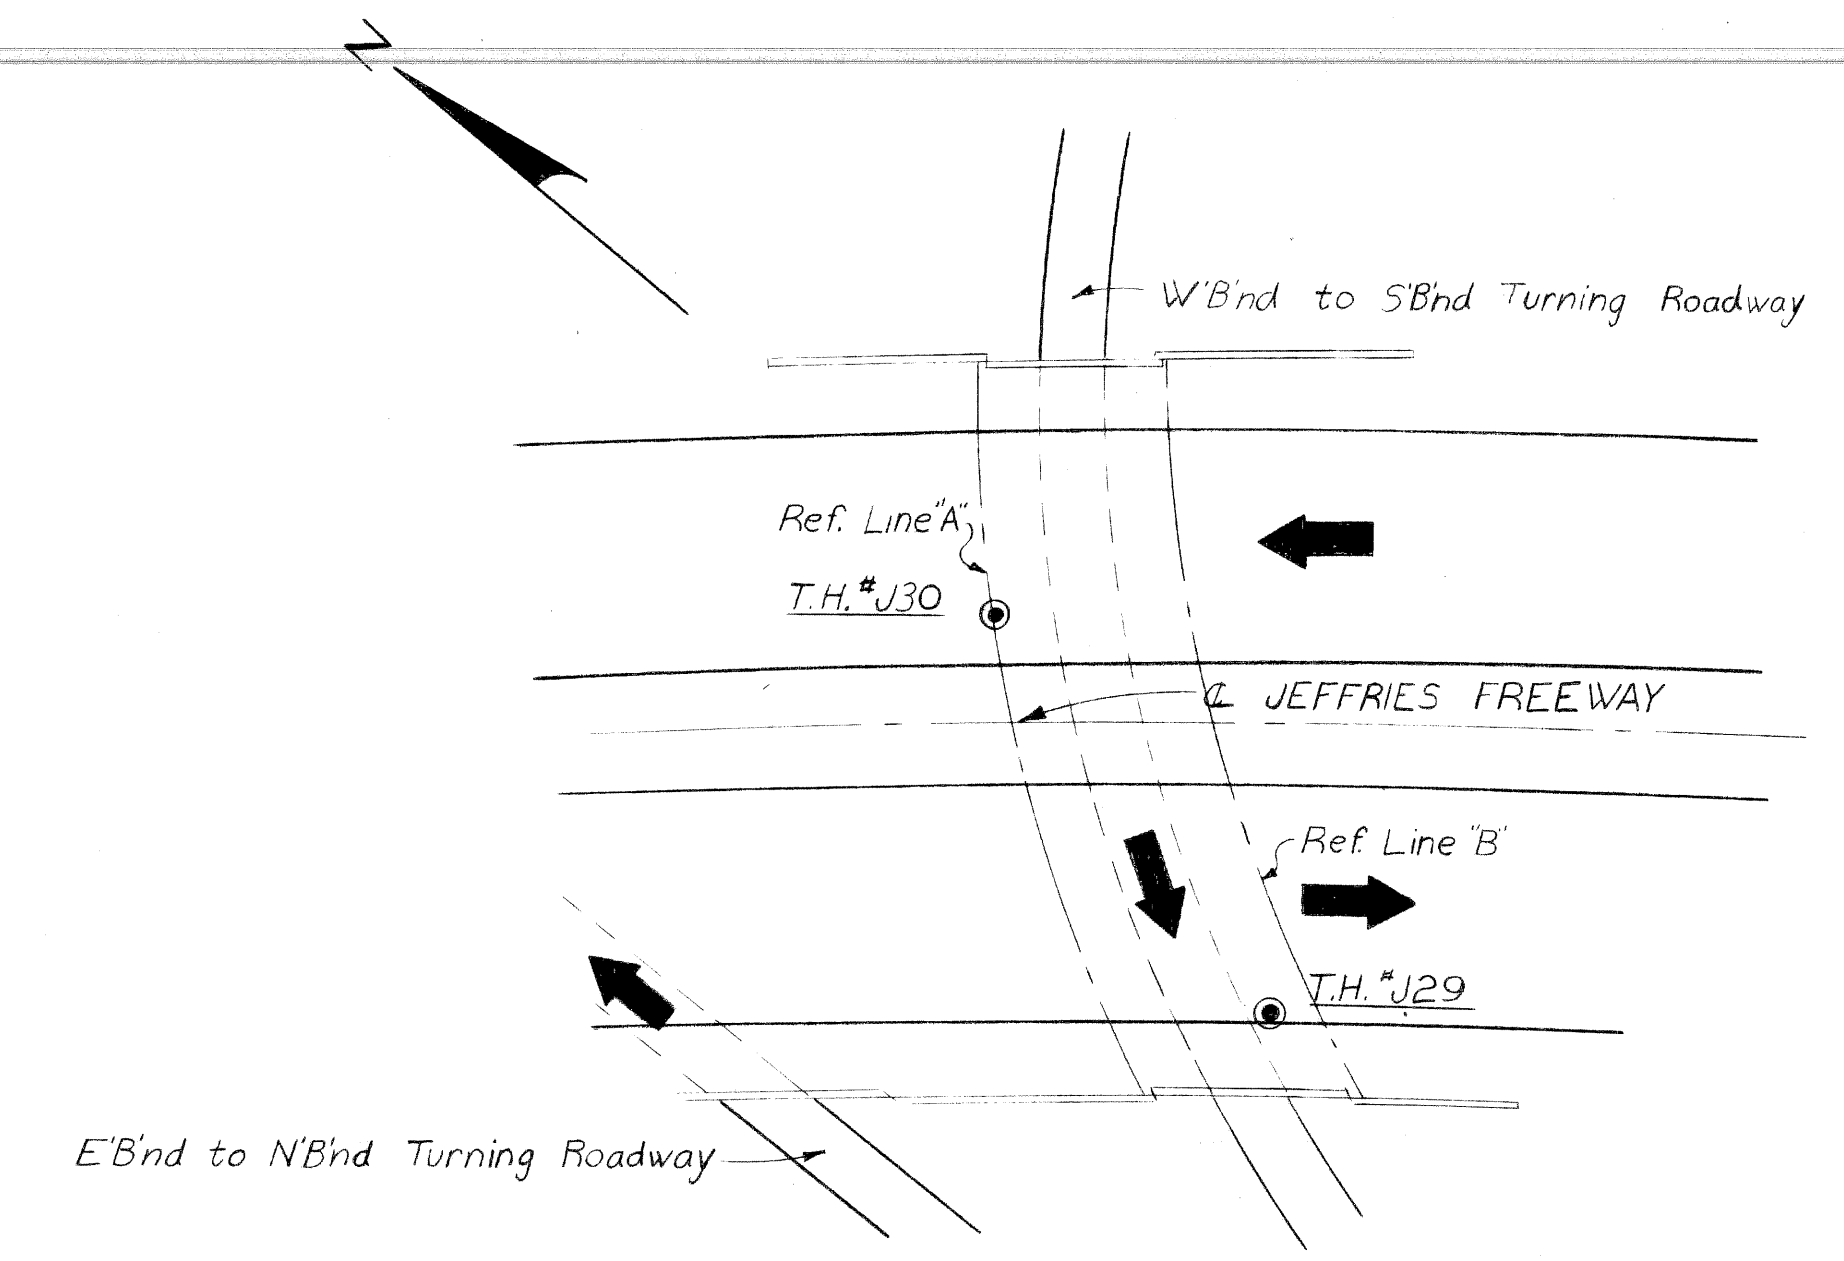 N
W'B'nd to S'B'nd Turning Roadway
Ref. Line "A"
T.H. #J30
℄ JEFFRIES FREEWAY
Ref. Line "B"
T.H. #J29
E'B'nd to N'B'nd Turning Roadway